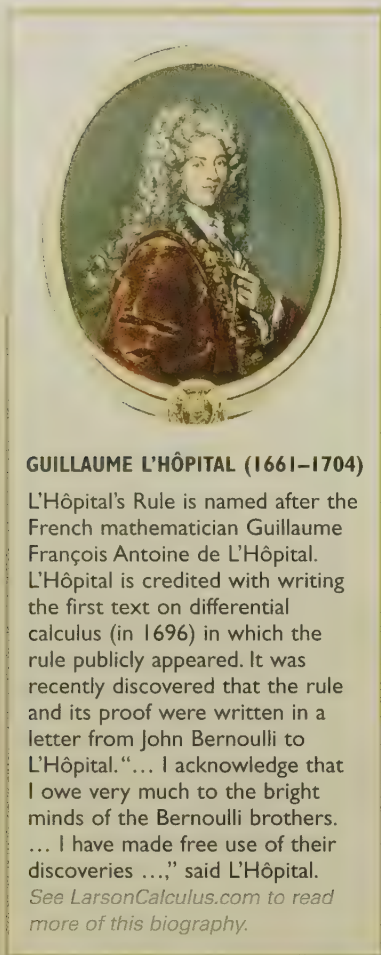 GUILLAUME L'HÔPITAL (1661–1704)
L'Hôpital's Rule is named after the
French mathematician Guillaume
François Antoine de L'Hôpital.
L'Hôpital is credited with writing
the first text on differential
calculus (in 1696) in which the
rule publicly appeared. It was
recently discovered that the rule
and its proof were written in a
letter from John Bernoulli to
L'Hôpital. “… I acknowledge that
I owe very much to the bright
minds of the Bernoulli brothers.
… I have made free use of their
discoveries …,” said L'Hôpital.
See LarsonCalculus.com to read
more of this biography.